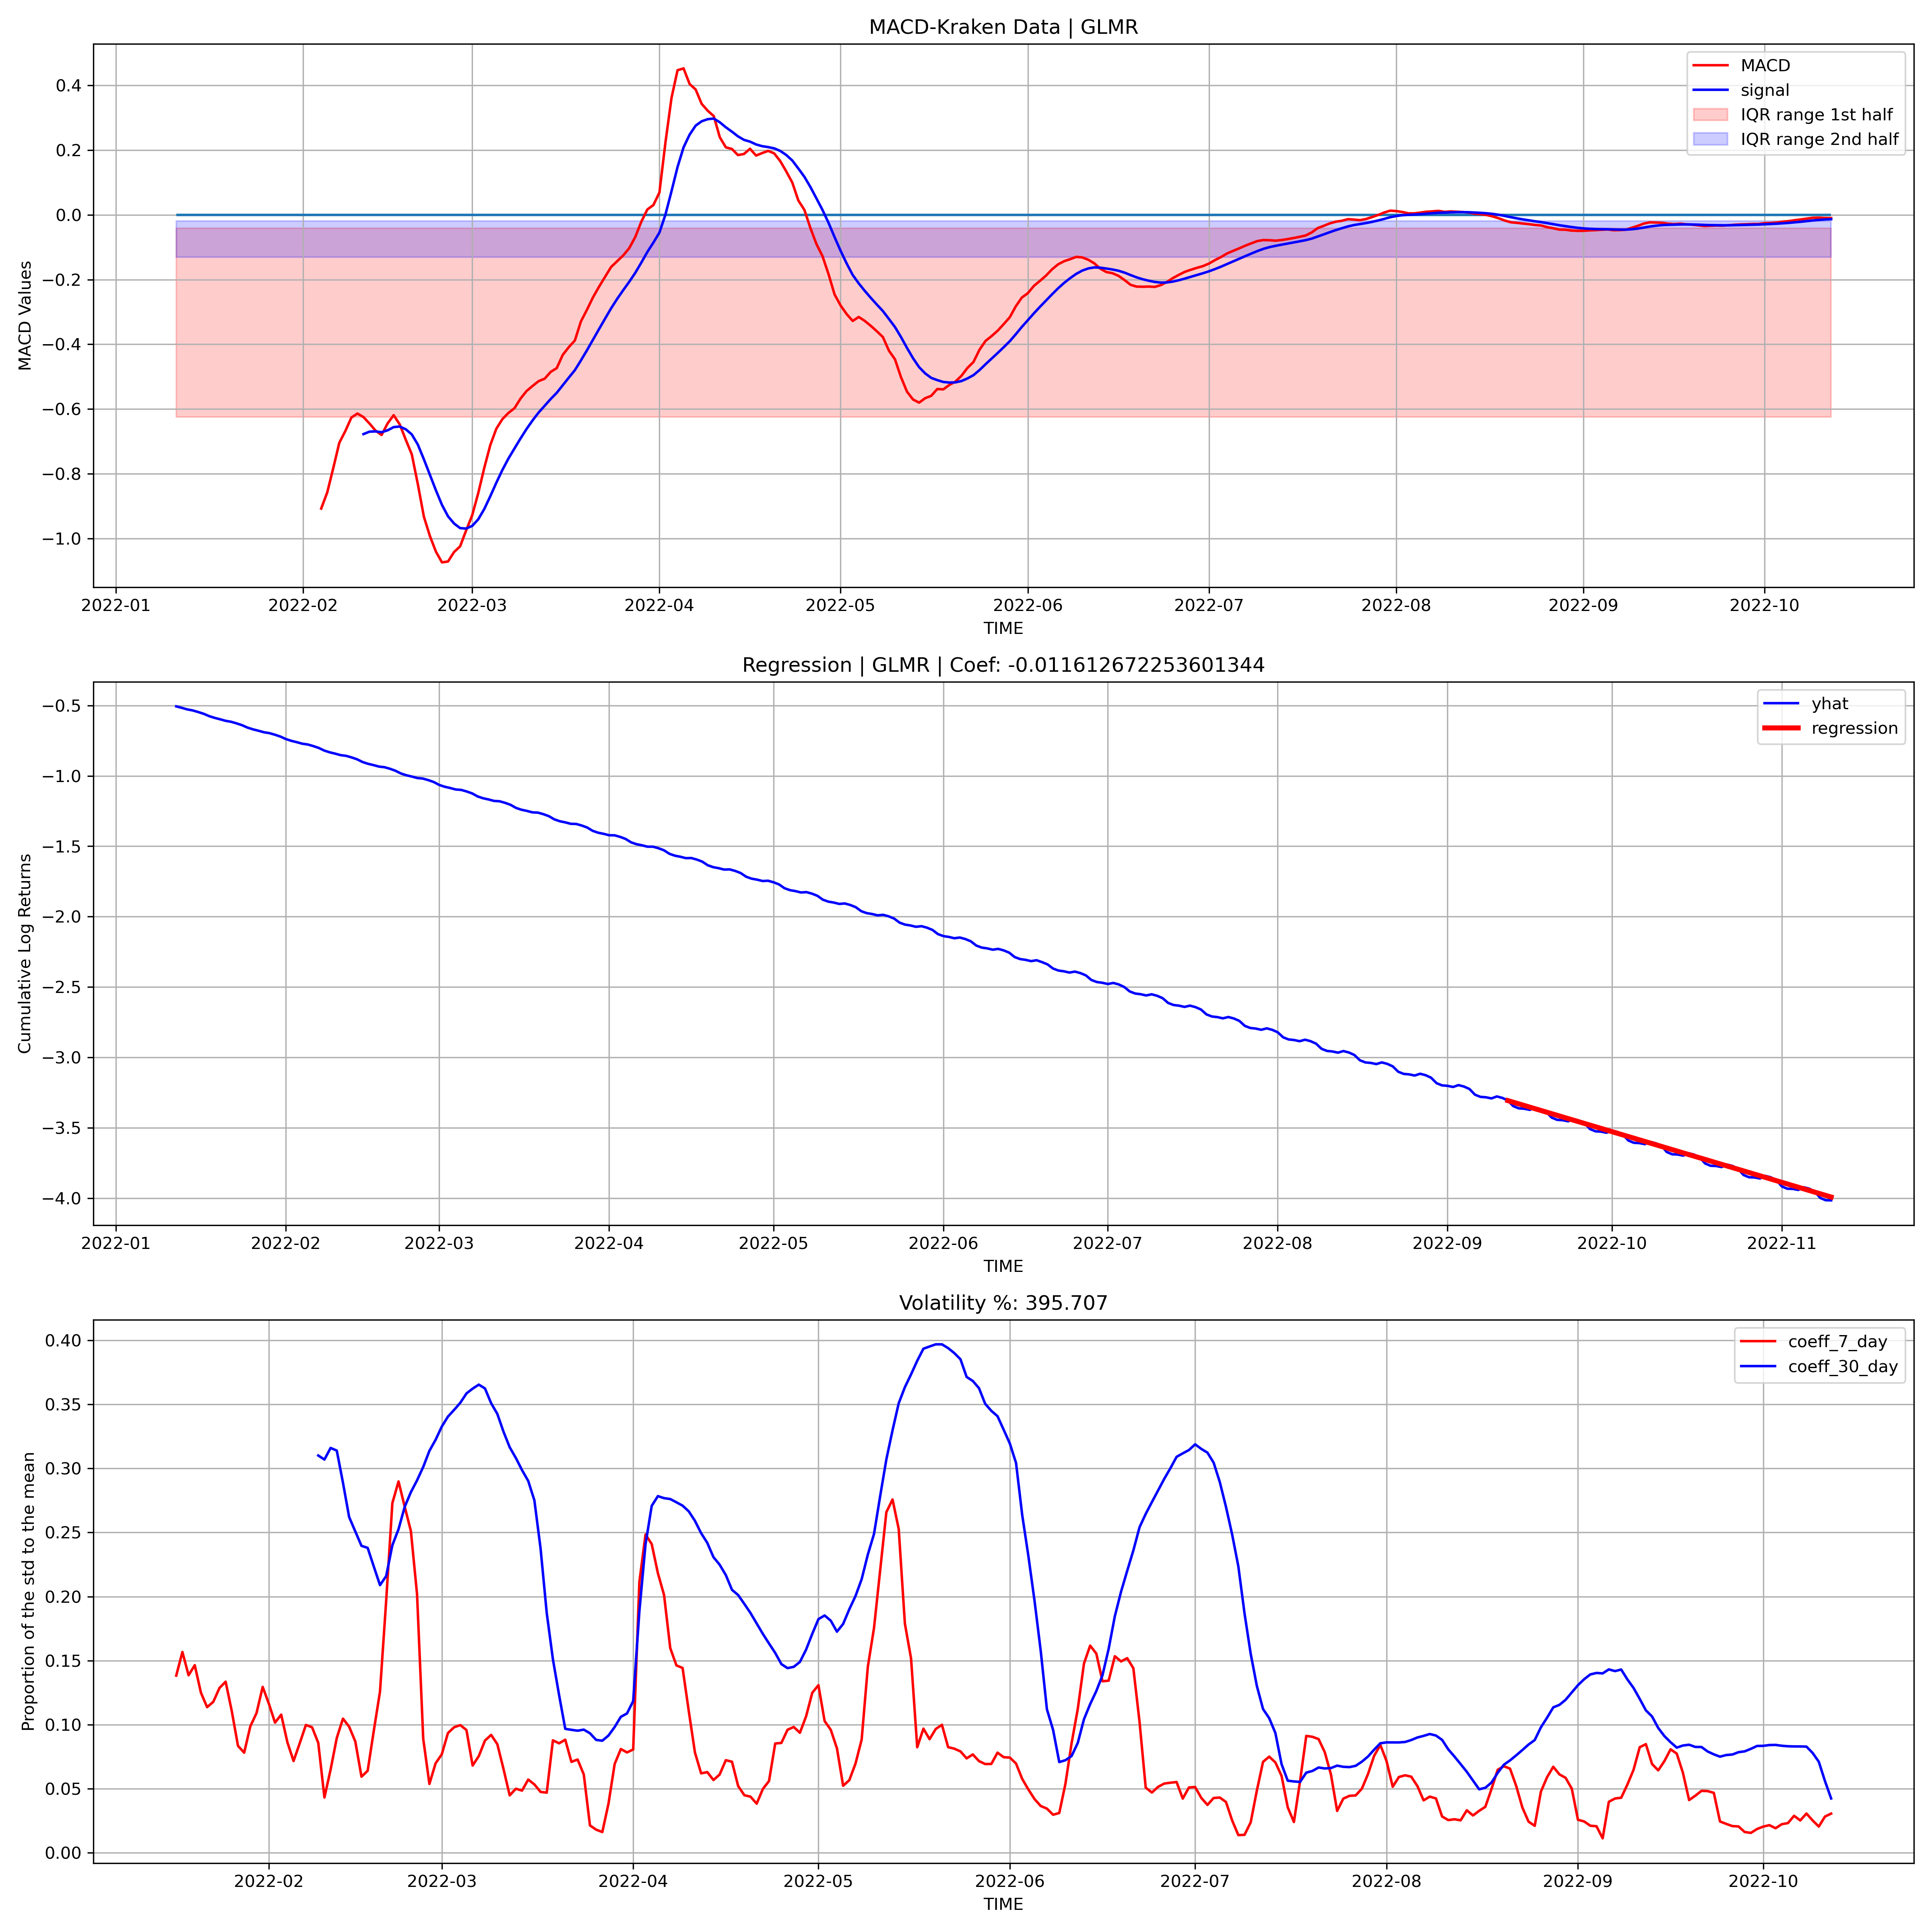 MACD-Kraken Data | GLMR
MACD
signal
IQR range 1st half
IQR range 2nd half
MACD Values
0.4
0.2
0.0
−0.2
−0.4
−0.6
−0.8
−1.0
2022-01 2022-02 2022-03 2022-04 2022-05 2022-06 2022-07 2022-08 2022-09 2022-10
TIME
Regression | GLMR | Coef: -0.011612672253601344
yhat
regression
Cumulative Log Returns
−0.5
−1.0
−1.5
−2.0
−2.5
−3.0
−3.5
−4.0
2022-01 2022-02 2022-03 2022-04 2022-05 2022-06 2022-07 2022-08 2022-09 2022-10 2022-11
TIME
Volatility %: 395.707
coeff_7_day
coeff_30_day
Proportion of the std to the mean
0.40
0.35
0.30
0.25
0.20
0.15
0.10
0.05
0.00
2022-02 2022-03 2022-04 2022-05 2022-06 2022-07 2022-08 2022-09 2022-10
TIME